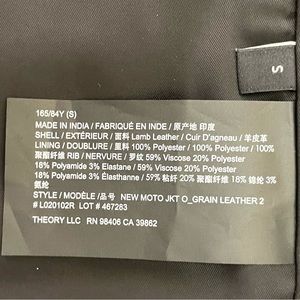 S
165/84Y (S)
MADE IN INDIA / FABRIQUÉ EN INDE / 原产地 印度
SHELL / EXTÉRIEUR / 面料 Lamb Leather / Cuir D'agneau / 羊皮革
LINING / DOUBLURE / 里料 100% Polyester / 100% Polyester / 100%
聚酯纤维 RIB / NERVURE / 罗纹 59% Viscose 20% Polyester
18% Polyamide 3% Elastane / 59% Viscose 20% Polyester
18% Polyamide 3% Élasthanne / 59% 粘纤 20% 聚酯纤维 18% 锦纶 3%
氨纶
STYLE / MODÈLE /品号 NEW MOTO JKT O_GRAIN LEATHER 2
# L020102R LOT # 467283
THEORY LLC RN 98406 CA 39862